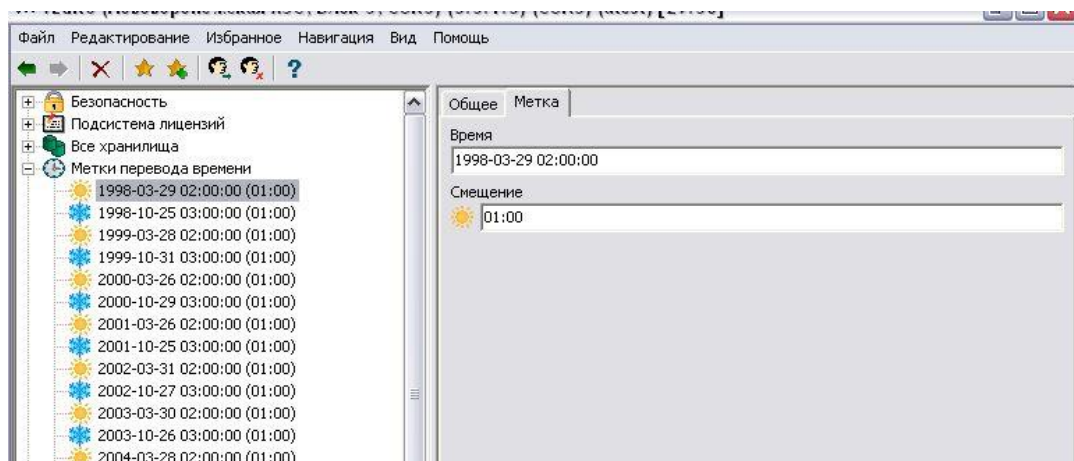 Файл Редактирование Избранное Навигация Вид Помощь
Безопасность
Подсистема лицензий
Все хранилища
Метки перевода времени
1998-03-29 02:00:00 (01:00)
1998-10-25 03:00:00 (01:00)
1999-03-28 02:00:00 (01:00)
1999-10-31 03:00:00 (01:00)
2000-03-26 02:00:00 (01:00)
2000-10-29 03:00:00 (01:00)
2001-03-26 02:00:00 (01:00)
2001-10-25 03:00:00 (01:00)
2002-03-31 02:00:00 (01:00)
2002-10-27 03:00:00 (01:00)
2003-03-30 02:00:00 (01:00)
2003-10-26 03:00:00 (01:00)
2004-03-28 02:00:00 (01:00)
Общее Метка
Время
1998-03-29 02:00:00
Смещение
01:00